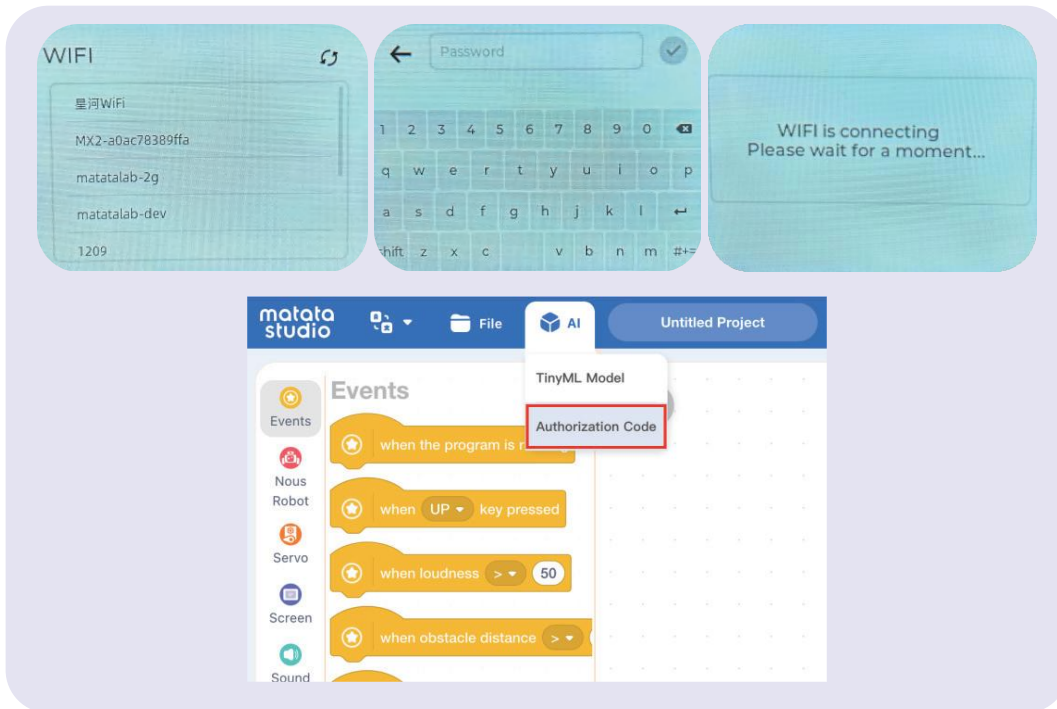 WIFI
星河WiFi
MX2-a0ac78389ffa
matatalab-2g
matatalab-dev
1209
Password
1 2 3 4 5 6 7 8 9 0
q w e r t y u i o p
a s d f g h j k l
shift z x c v b n m #+=
WIFI is connecting
Please wait for a moment...
matata
studio
File
AI
Untitled Project
TinyML Model
Authorization Code
Events
Events
Nous
Robot
Servo
Screen
Sound
when the program is r
when UP key pressed
when loudness > 50
when obstacle distance >